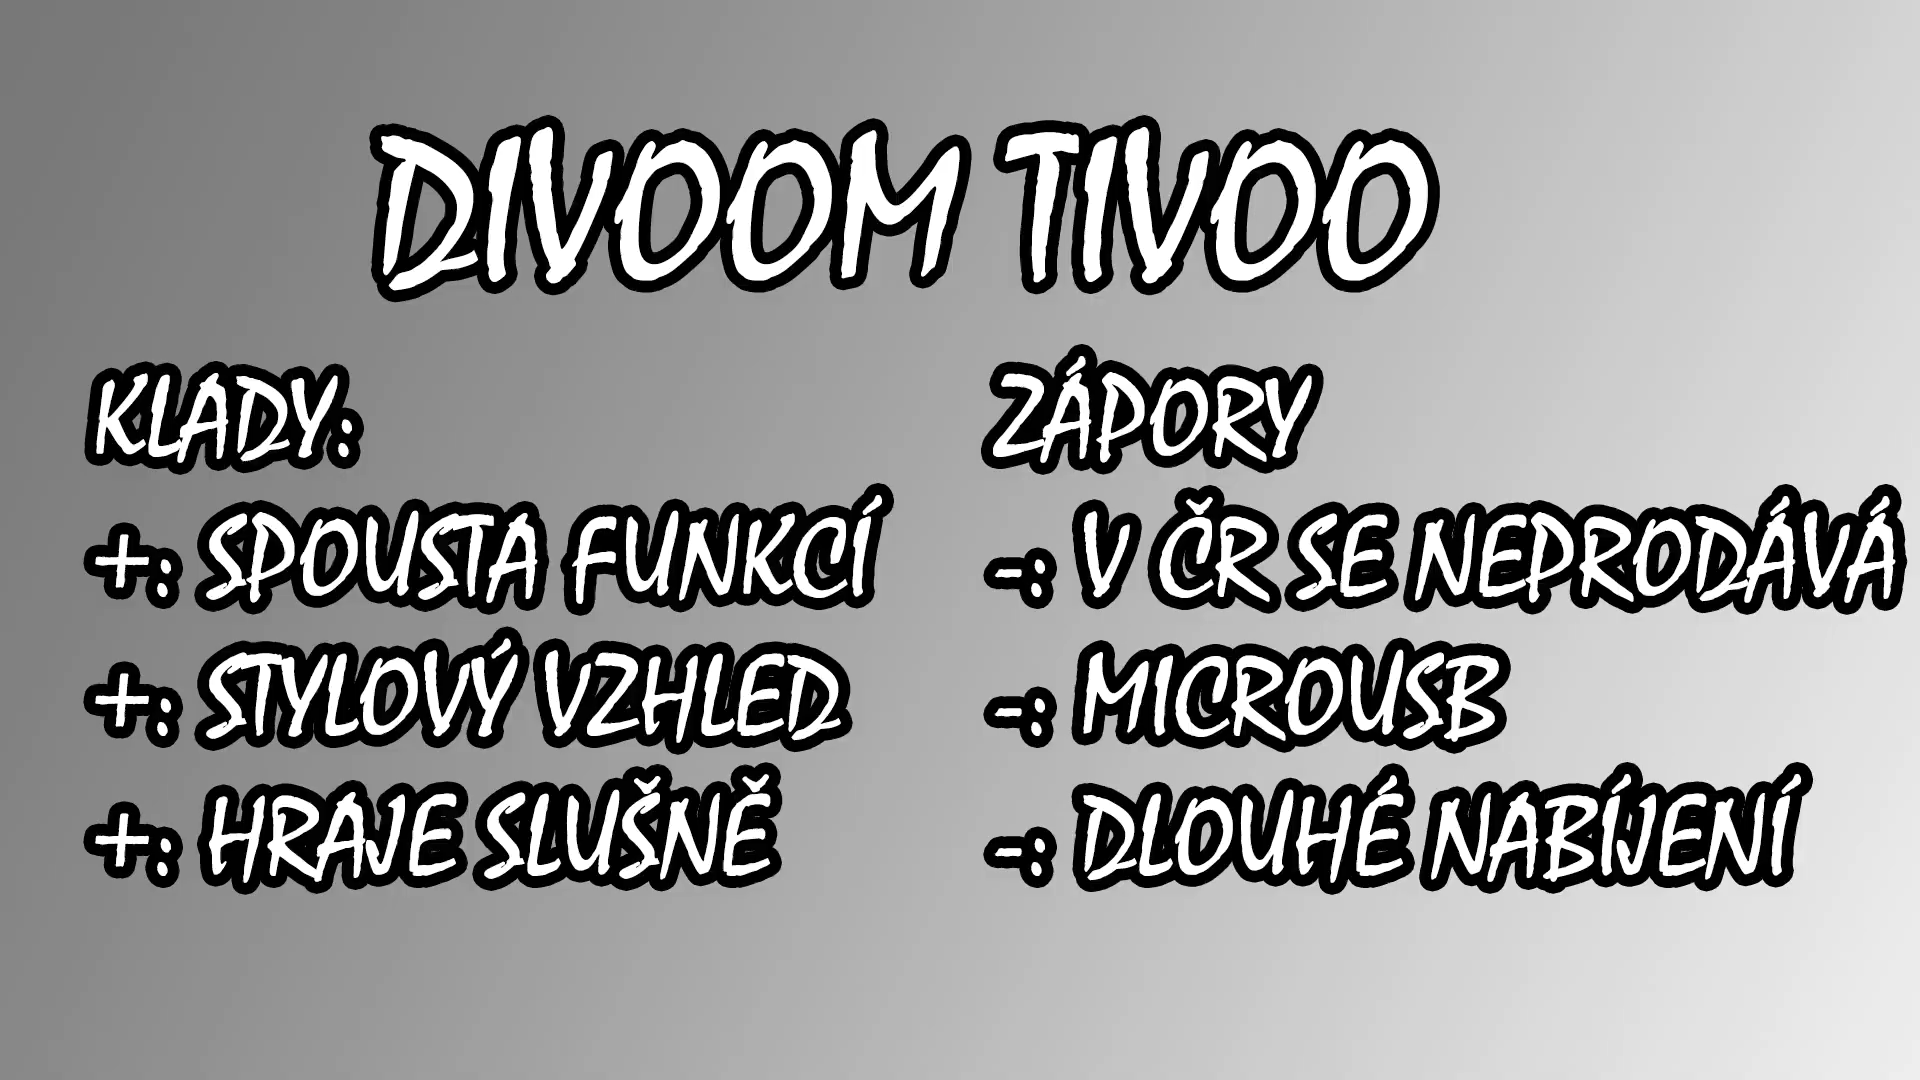 DIVOOM TIVOO
KLADY:
+: SPOUSTA FUNKCÍ
+: STYLOVÝ VZHLED
+: HRAJE SLUŠNĚ
ZÁPORY
-: V ČR SE NEPRODÁVÁ
-: MICROUSB
-: DLOUHÉ NABÍJENÍ